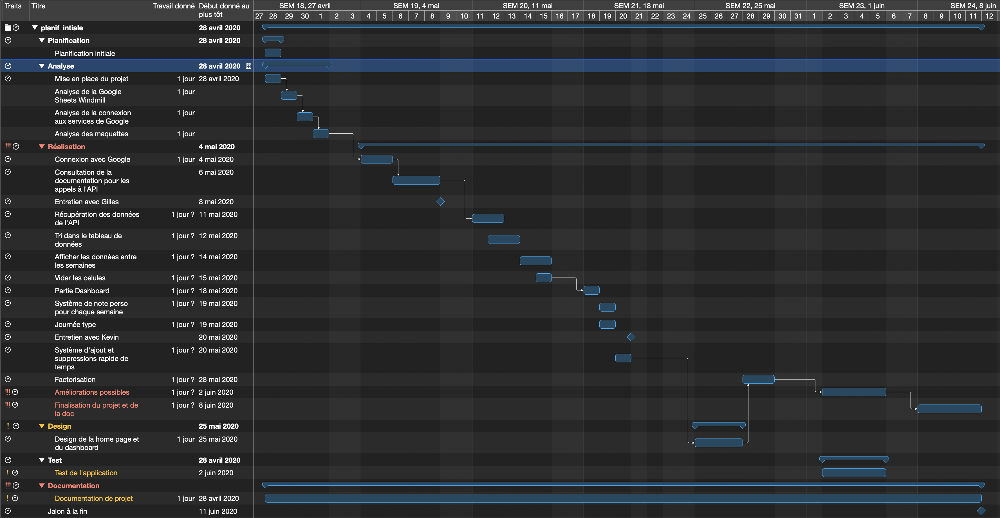 Traits Titre Travail donné Début donné au plus tôt
SEM 18, 27 avril SEM 19, 4 mai SEM 20, 11 mai SEM 21, 18 mai SEM 22, 25 mai SEM 23, 1 juin SEM 24, 8 juin
27 28 29 30 1 2 3 4 5 6 7 8 9 10 11 12 13 14 15 16 17 18 19 20 21 22 23 24 25 26 27 28 29 30 31 1 2 3 4 5 6 7 8 9 10 11 12
planif_intiale 28 avril 2020
Planification 28 avril 2020
Planification initiale
Analyse 28 avril 2020
Mise en place du projet 1 jour 28 avril 2020
Analyse de la Google 1 jour
Sheets Windmill
Analyse de la connexion 1 jour
aux services de Google
Analyse des maquettes 1 jour
!!! Réalisation 4 mai 2020
Connexion avec Google 1 jour 4 mai 2020
Consultation de la 6 mai 2020
documentation pour les
appels à l'API
Entretien avec Gilles 8 mai 2020
Récupération des données 1 jour ? 11 mai 2020
de l'API
Tri dans le tableau de 1 jour ? 12 mai 2020
données
Afficher les données entre 1 jour ? 14 mai 2020
les semaines
Vider les celules 1 jour ? 15 mai 2020
Partie Dashboard 1 jour ? 18 mai 2020
Système de note perso 1 jour ? 19 mai 2020
pour chaque semaine
Journée type 1 jour ? 19 mai 2020
Entretien avec Kevin 20 mai 2020
Système d'ajout et 1 jour ? 20 mai 2020
suppressions rapide de
temps
Factorisation 1 jour ? 28 mai 2020
!!! Améliorations possibles 1 jour ? 2 juin 2020
!!! Finalisation du projet et de 1 jour ? 8 juin 2020
la doc
! Design 25 mai 2020
Design de la home page et 1 jour 25 mai 2020
du dashboard
Test 28 avril 2020
! Test de l'application 2 juin 2020
!!! Documentation
! Documentation de projet 1 jour 28 avril 2020
Jalon à la fin 11 juin 2020